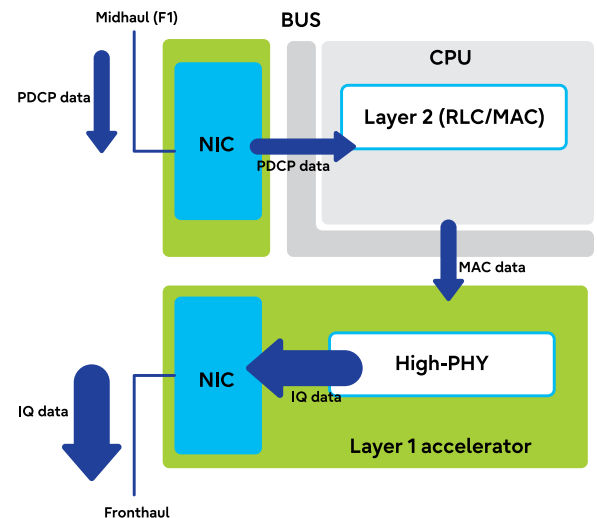 Midhaul (F1)
BUS
CPU
PDCP data
Layer 2 (RLC/MAC)
NIC
PDCP data
MAC data
High-PHY
NIC
IQ data
IQ data
Layer 1 accelerator
Fronthaul